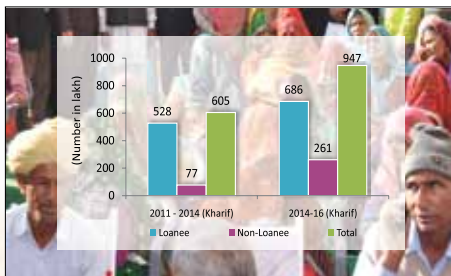 (Number in lakh)
1000
800
600
400
200
0
528
77
605
686
261
947
2011 - 2014 (Kharif)
2014-16 (Kharif)
Loanee
Non-Loanee
Total